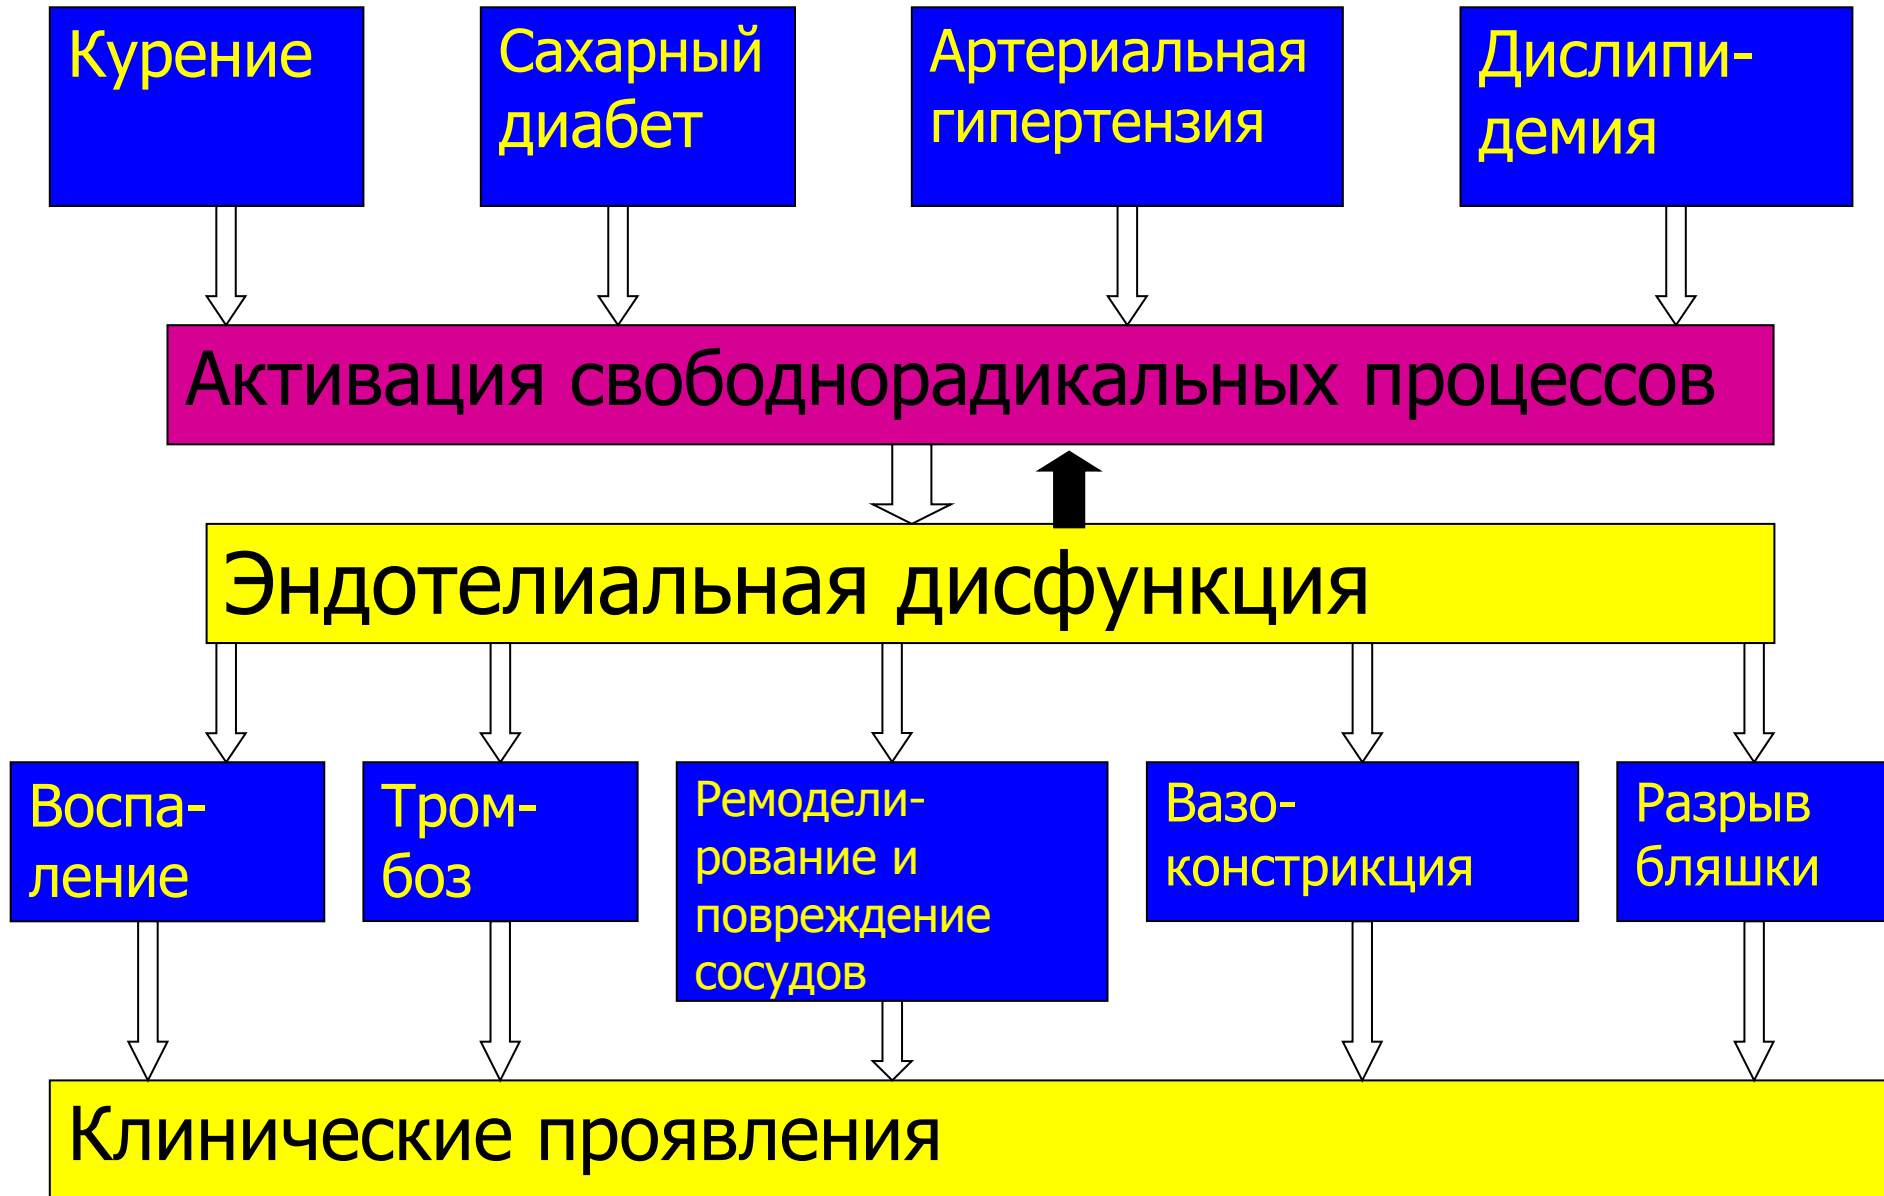 Курение
Сахарный
диабет
Артериальная
гипертензия
Дислипи-
демия
Активация свободнорадикальных процессов
Эндотелиальная дисфункция
Воспа-
ление
Тром-
боз
Ремодели-
рование и
повреждение
сосудов
Вазо-
констрикция
Разрыв
бляшки
Клинические проявления